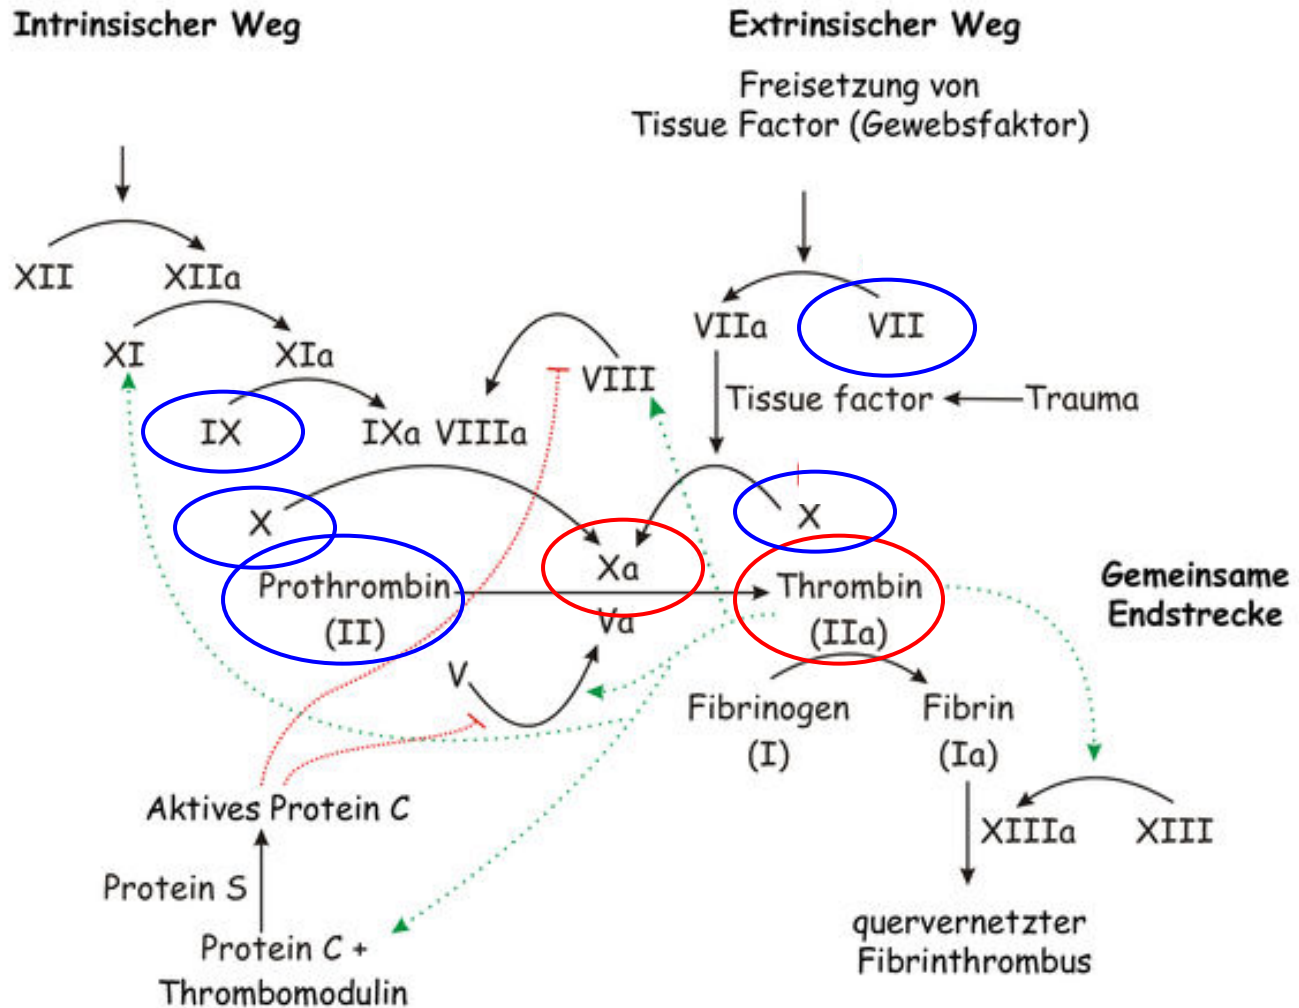 Intrinsischer Weg
Extrinsischer Weg
Freisetzung von
Tissue Factor (Gewebsfaktor)
XII
XIIa
VIIa
VII
XI
XIa
VIII
Tissue factor
Trauma
IX
IXa
VIIIa
X
X
Xa
Prothrombin
(II)
Va
Thrombin
(IIa)
Gemeinsame
Endstrecke
V
Fibrinogen
(I)
Fibrin
(Ia)
Aktives Protein C
XIIIa
XIII
Protein S
Protein C +
Thrombomodulin
quervernetzter
Fibrinthrombus